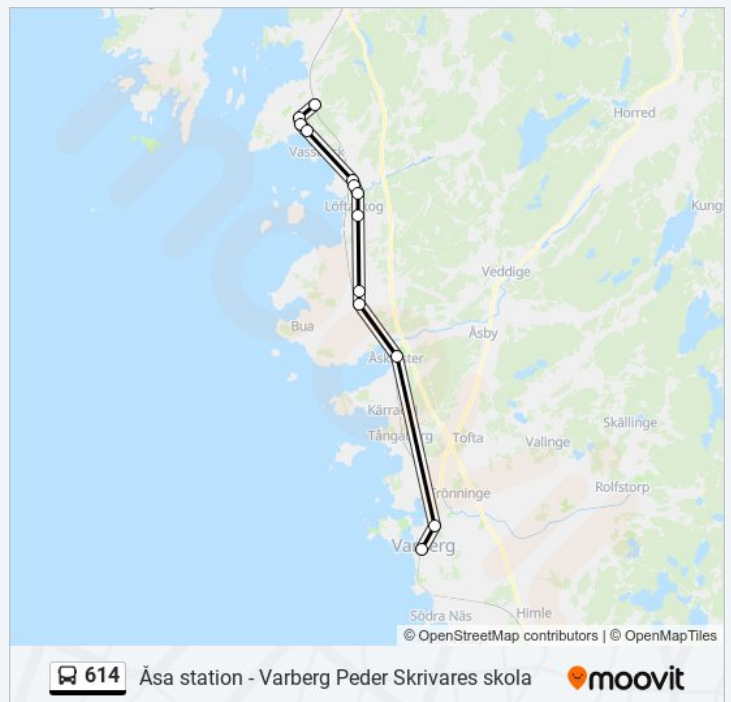 Horred
Vassbäck
Kungs
Löftaskog
Veddige
Bua
Åsby
Åskloster
Kärradal
Skällinge
Tångaberg
Tofta
Valinge
Trönninge
Rolfstorp
Varberg
Himle
Södra Näs
© OpenStreetMap contributors | © OpenMapTiles
614 Åsa station - Varberg Peder Skrivares skola moovit